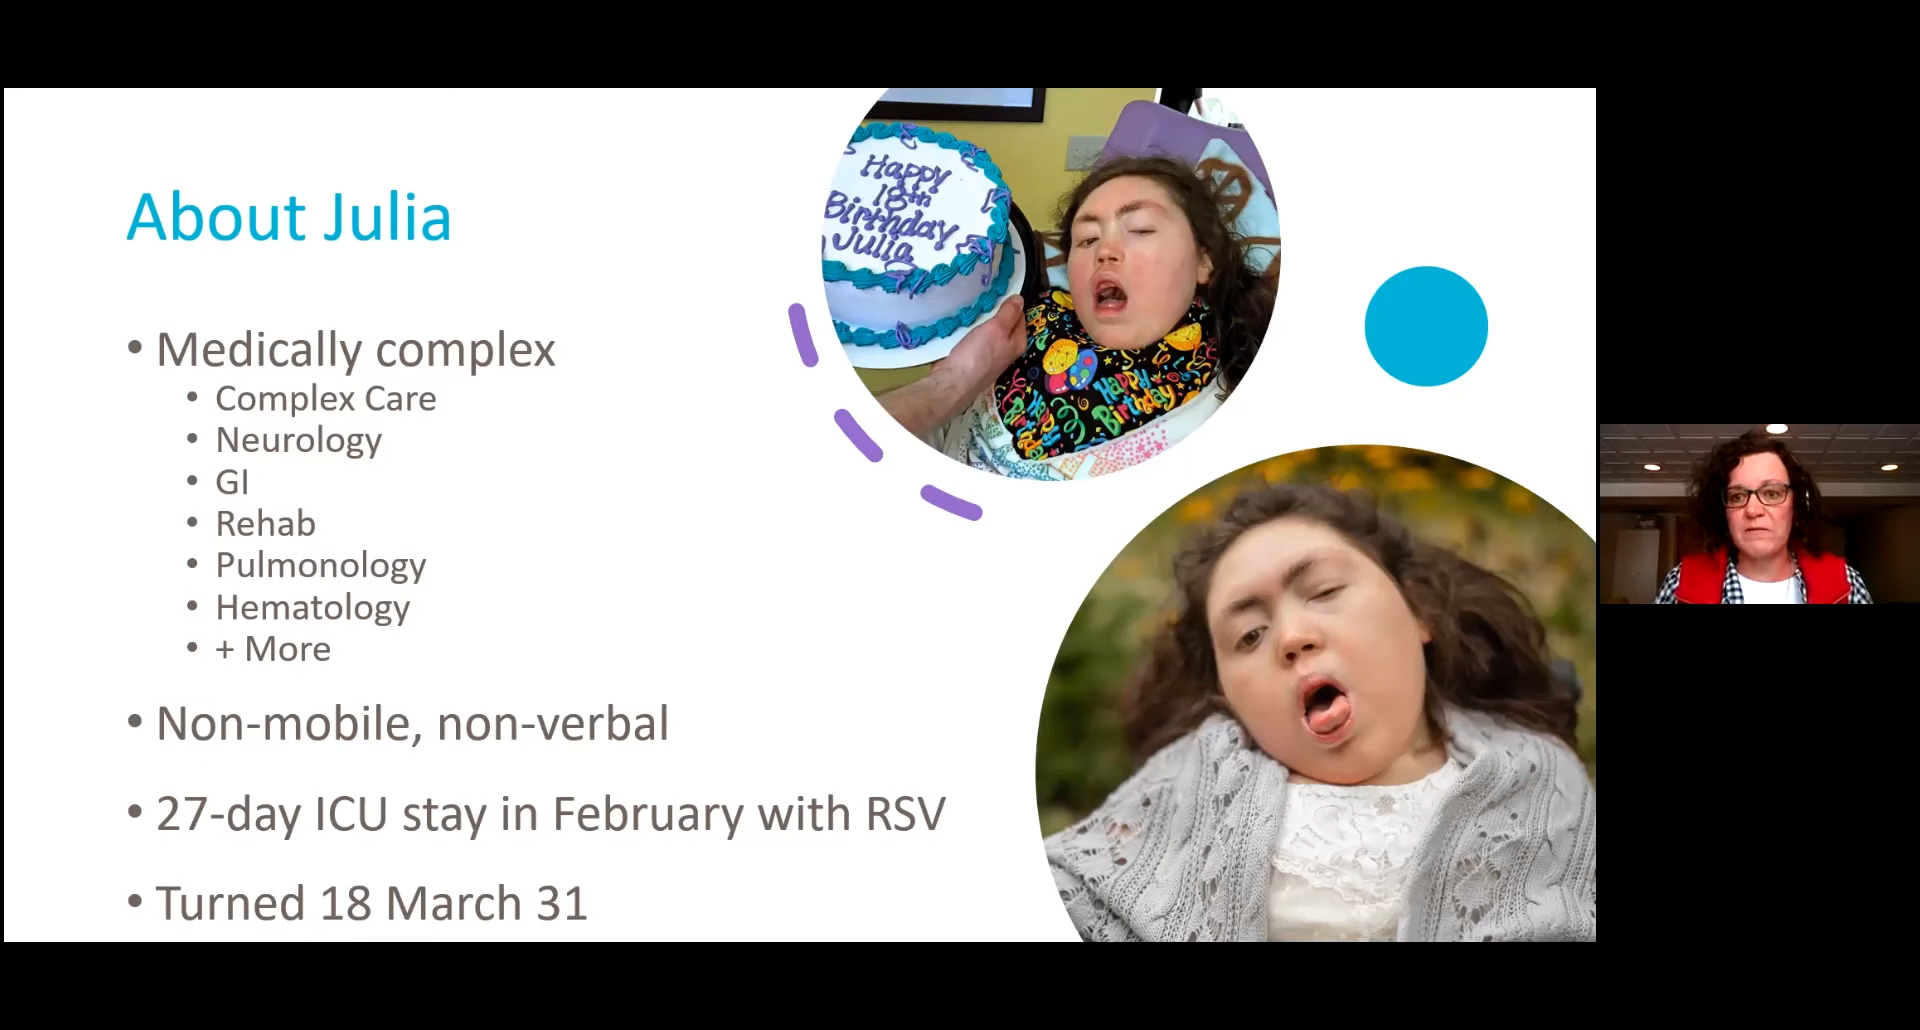 About Julia
• Medically complex
• Complex Care
• Neurology
• GI
• Rehab
• Pulmonology
• Hematology
• + More
• Non-mobile, non-verbal
• 27-day ICU stay in February with RSV
• Turned 18 March 31
Happy
18th
Birthday
Julia
Happy
Birthday